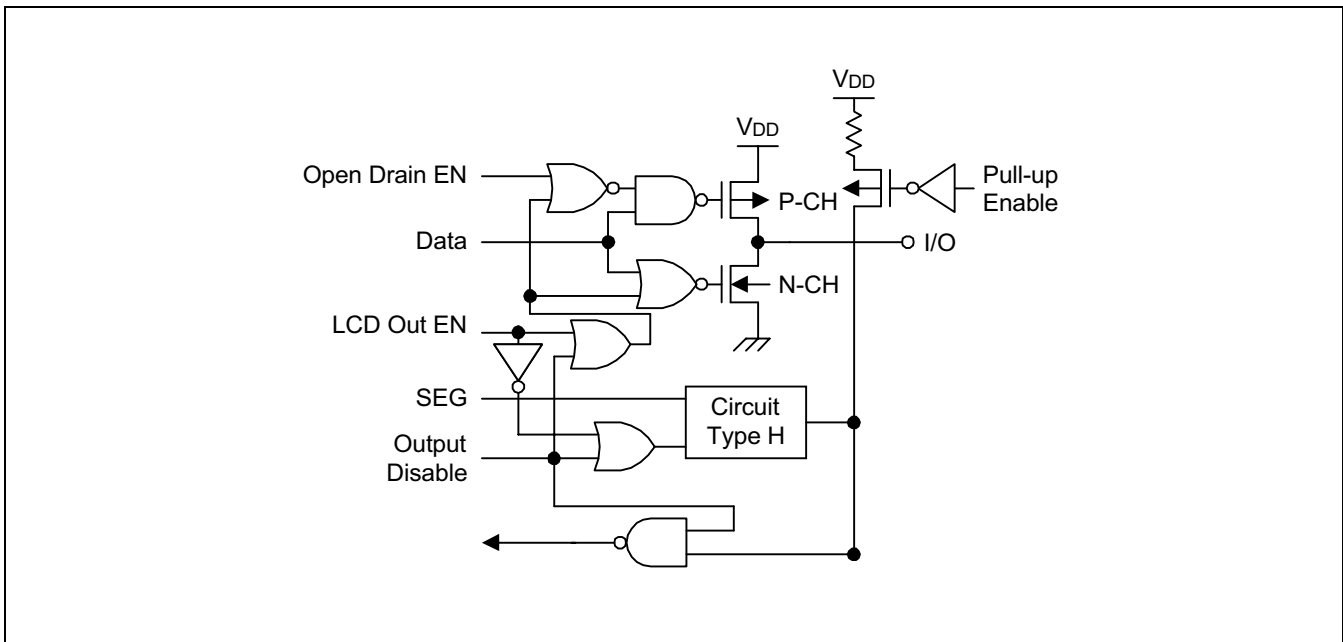 VDD
VDD
Open Drain EN
P-CH
Pull-up
Enable
Data
I/O
N-CH
LCD Out EN
SEG
Circuit
Type H
Output
Disable